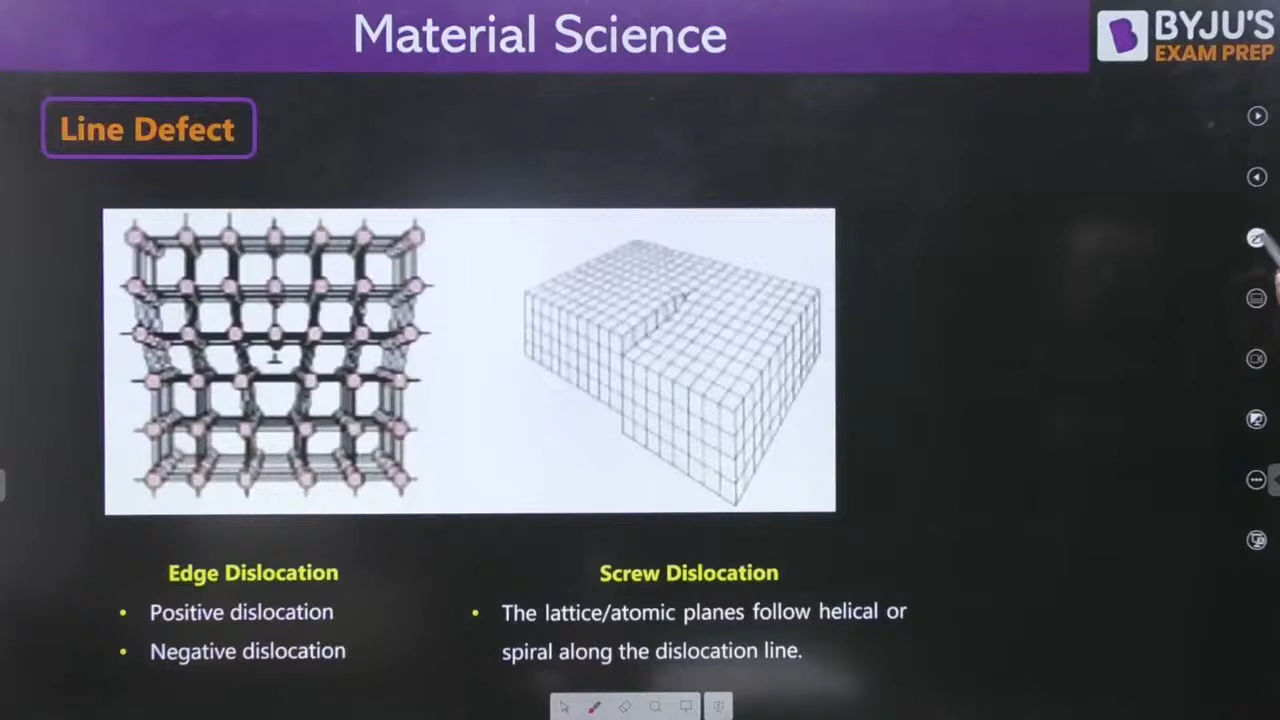 Material Science
BYJU'S
EXAM PREP
Line Defect
Edge Dislocation
• Positive dislocation
• Negative dislocation
Screw Dislocation
• The lattice/atomic planes follow helical or
spiral along the dislocation line.